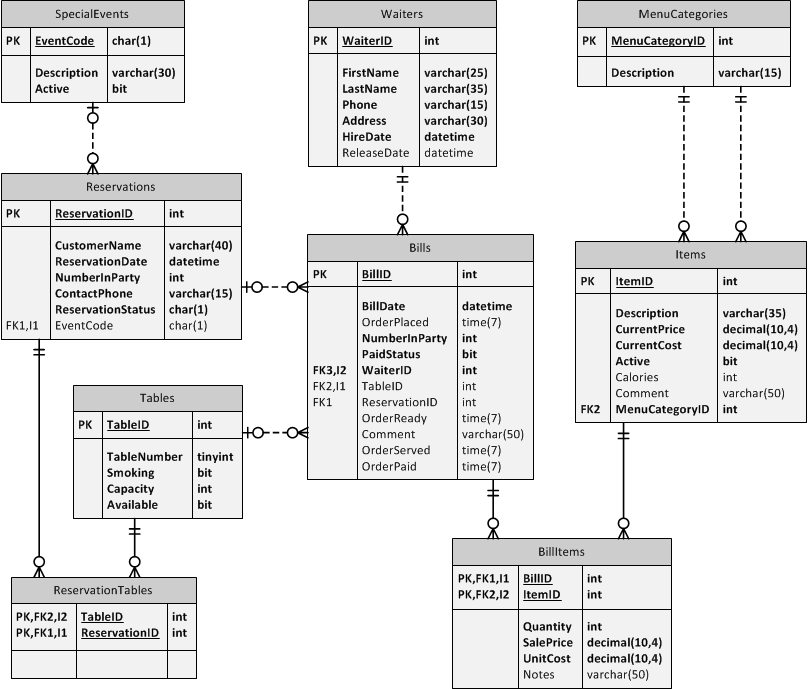 SpecialEvents
PK EventCode char(1)
Description varchar(30)
Active bit
Waiters
PK WaiterID int
FirstName varchar(25)
LastName varchar(35)
Phone varchar(15)
Address varchar(30)
HireDate datetime
ReleaseDate datetime
MenuCategories
PK MenuCategoryID int
Description varchar(15)
Reservations
PK ReservationID int
CustomerName varchar(40)
ReservationDate datetime
NumberInParty int
ContactPhone varchar(15)
ReservationStatus char(1)
FK1,I1 EventCode char(1)
Bills
PK BillID int
BillDate datetime
OrderPlaced time(7)
NumberInParty int
PaidStatus bit
FK3,I2 WaiterID int
FK2,I1 TableID int
FK1 ReservationID int
OrderReady time(7)
Comment varchar(50)
OrderServed time(7)
OrderPaid time(7)
Items
PK ItemID int
Description varchar(35)
CurrentPrice decimal(10,4)
CurrentCost decimal(10,4)
Active bit
Calories int
Comment varchar(50)
FK2 MenuCategoryID int
Tables
PK TableID int
TableNumber tinyint
Smoking bit
Capacity int
Available bit
ReservationTables
PK,FK2,I2 TableID int
PK,FK1,I1 ReservationID int
BillItems
PK,FK1,I1 BillID int
PK,FK2,I2 ItemID int
Quantity int
SalePrice decimal(10,4)
UnitCost decimal(10,4)
Notes varchar(50)